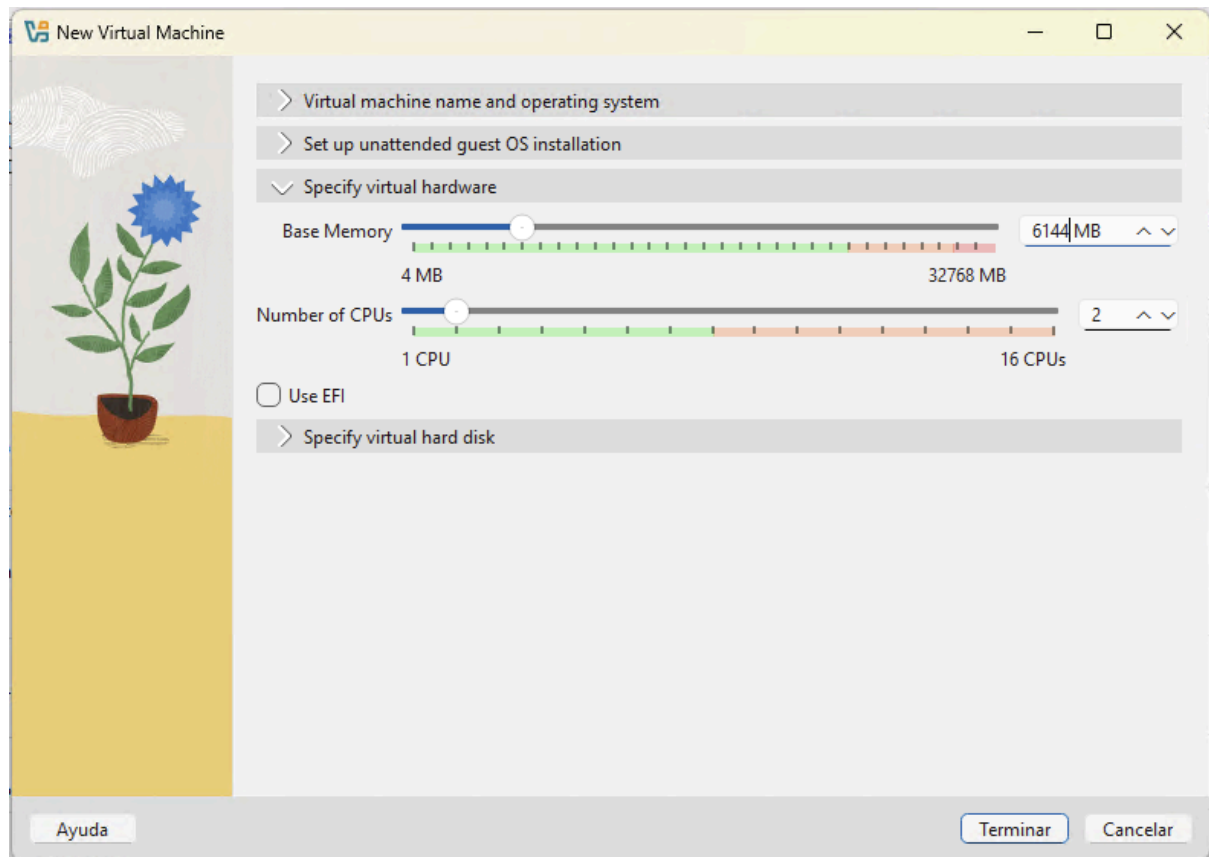 New Virtual Machine
Virtual machine name and operating system
Set up unattended guest OS installation
Specify virtual hardware
Base Memory
6144 MB
4 MB
32768 MB
Number of CPUs
2
1 CPU
16 CPUs
Use EFI
Specify virtual hard disk
Ayuda
Terminar
Cancelar